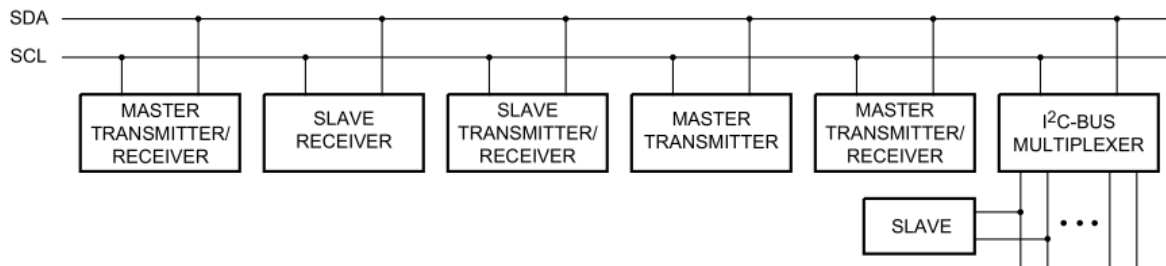 SDA
SCL
MASTER
TRANSMITTER/
RECEIVER
SLAVE
RECEIVER
SLAVE
TRANSMITTER/
RECEIVER
MASTER
TRANSMITTER
MASTER
TRANSMITTER/
RECEIVER
I²C-BUS
MULTIPLEXER
SLAVE